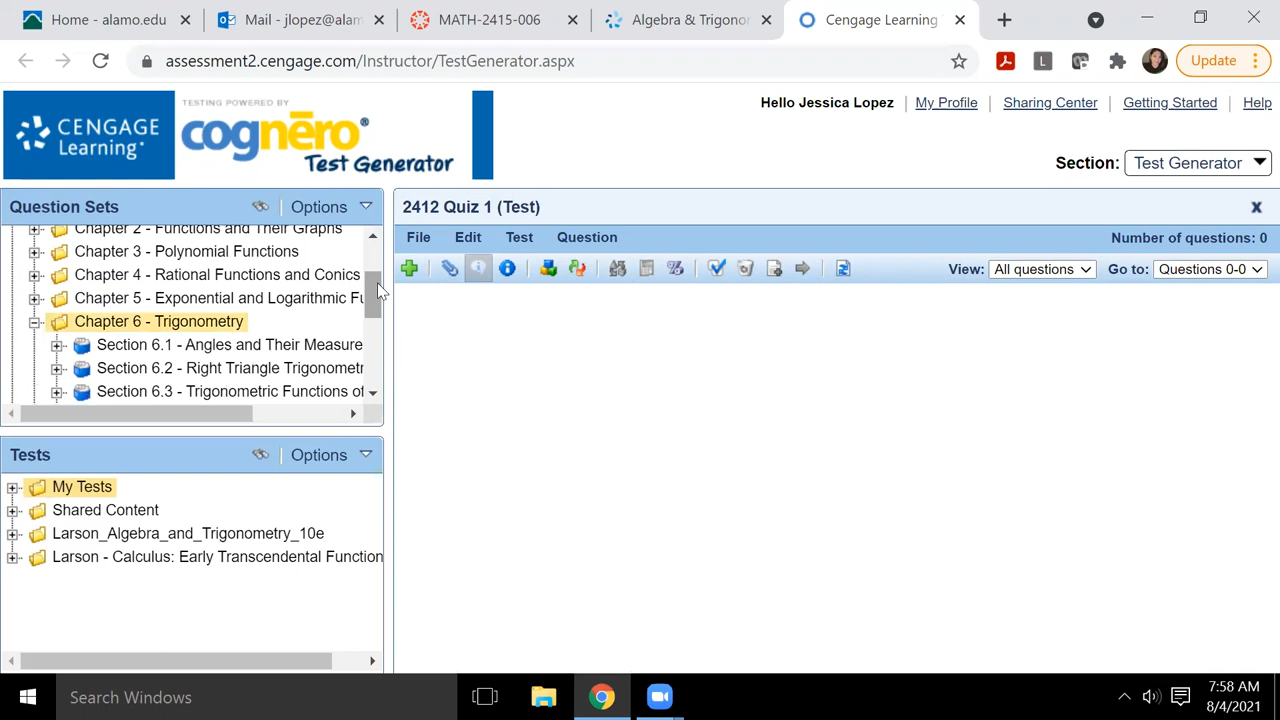 Home - alamo.edu
Mail - jlopez@alam
MATH-2415-006
Algebra & Trigonor
Cengage Learning
assessment2.cengage.com/Instructor/TestGenerator.aspx
L
Update
CENGAGE
Learning
TESTING POWERED BY
cognēro®
Test Generator
Hello Jessica Lopez | My Profile | Sharing Center | Getting Started | Help
Section: Test Generator
Question Sets
Options
2412 Quiz 1 (Test)
X
Chapter 2 - Functions and Their Graphs
Chapter 3 - Polynomial Functions
Chapter 4 - Rational Functions and Conics
Chapter 5 - Exponential and Logarithmic Fu
Chapter 6 - Trigonometry
Section 6.1 - Angles and Their Measure
Section 6.2 - Right Triangle Trigonometr
Section 6.3 - Trigonometric Functions of
File
Edit
Test
Question
Number of questions: 0
View: All questions
Go to: Questions 0-0
Tests
Options
My Tests
Shared Content
Larson_Algebra_and_Trigonometry_10e
Larson - Calculus: Early Transcendental Function
Search Windows
7:58 AM
8/4/2021